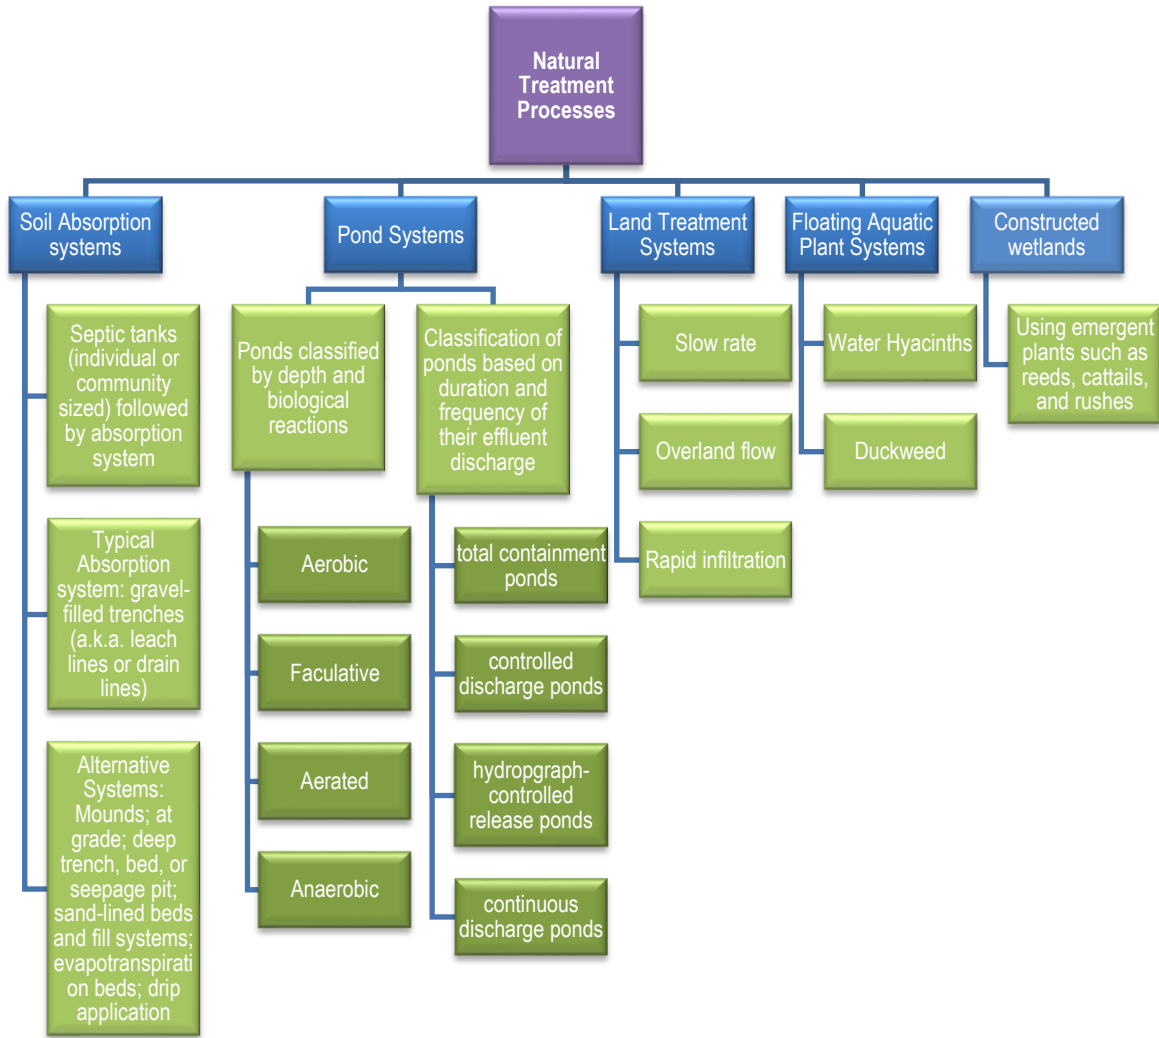 Natural
Treatment
Processes
Soil Absorption
systems
Septic tanks
(individual or
community
sized) followed
by absorption
system
Typical
Absorption
system: gravel-
filled trenches
(a.k.a. leach
lines or drain
lines)
Alternative
Systems:
Mounds; at
grade; deep
trench, bed, or
seepage pit;
sand-lined beds
and fill systems;
evapotranspirati
on beds; drip
application
Pond Systems
Ponds classified
by depth and
biological
reactions
Aerobic
Faculative
Aerated
Anaerobic
Classification of
ponds based on
duration and
frequency of
their effluent
discharge
total containment
ponds
controlled
discharge ponds
hydropgraph-
controlled
release ponds
continuous
discharge ponds
Land Treatment
Systems
Slow rate
Overland flow
Rapid infiltration
Floating Aquatic
Plant Systems
Water Hyacinths
Duckweed
Constructed
wetlands
Using emergent
plants such as
reeds, cattails,
and rushes